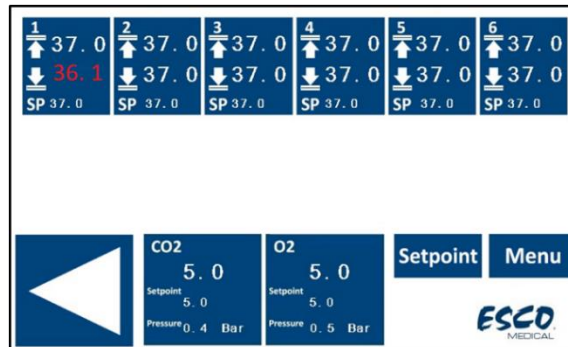 1 2 3 4 5 6
37.0 37.0 37.0 37.0 37.0 37.0
36.1 37.0 37.0 37.0 37.0 37.0
SP 37.0 SP 37.0 SP 37.0 SP 37.0 SP 37.0 SP 37.0
CO2
5.0
Setpoint
5.0
Pressure 0.4 Bar
O2
5.0
Setpoint
5.0
Pressure 0.5 Bar
Setpoint
Menu
ESCO
MEDICAL